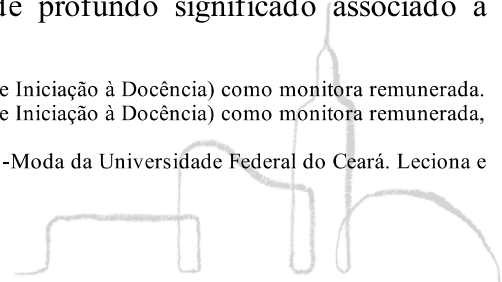 de profundo significado associado à
e Iniciação à Docência) como monitora remunerada.
e Iniciação à Docência) como monitora remunerada,
-Moda da Universidade Federal do Ceará. Leciona e